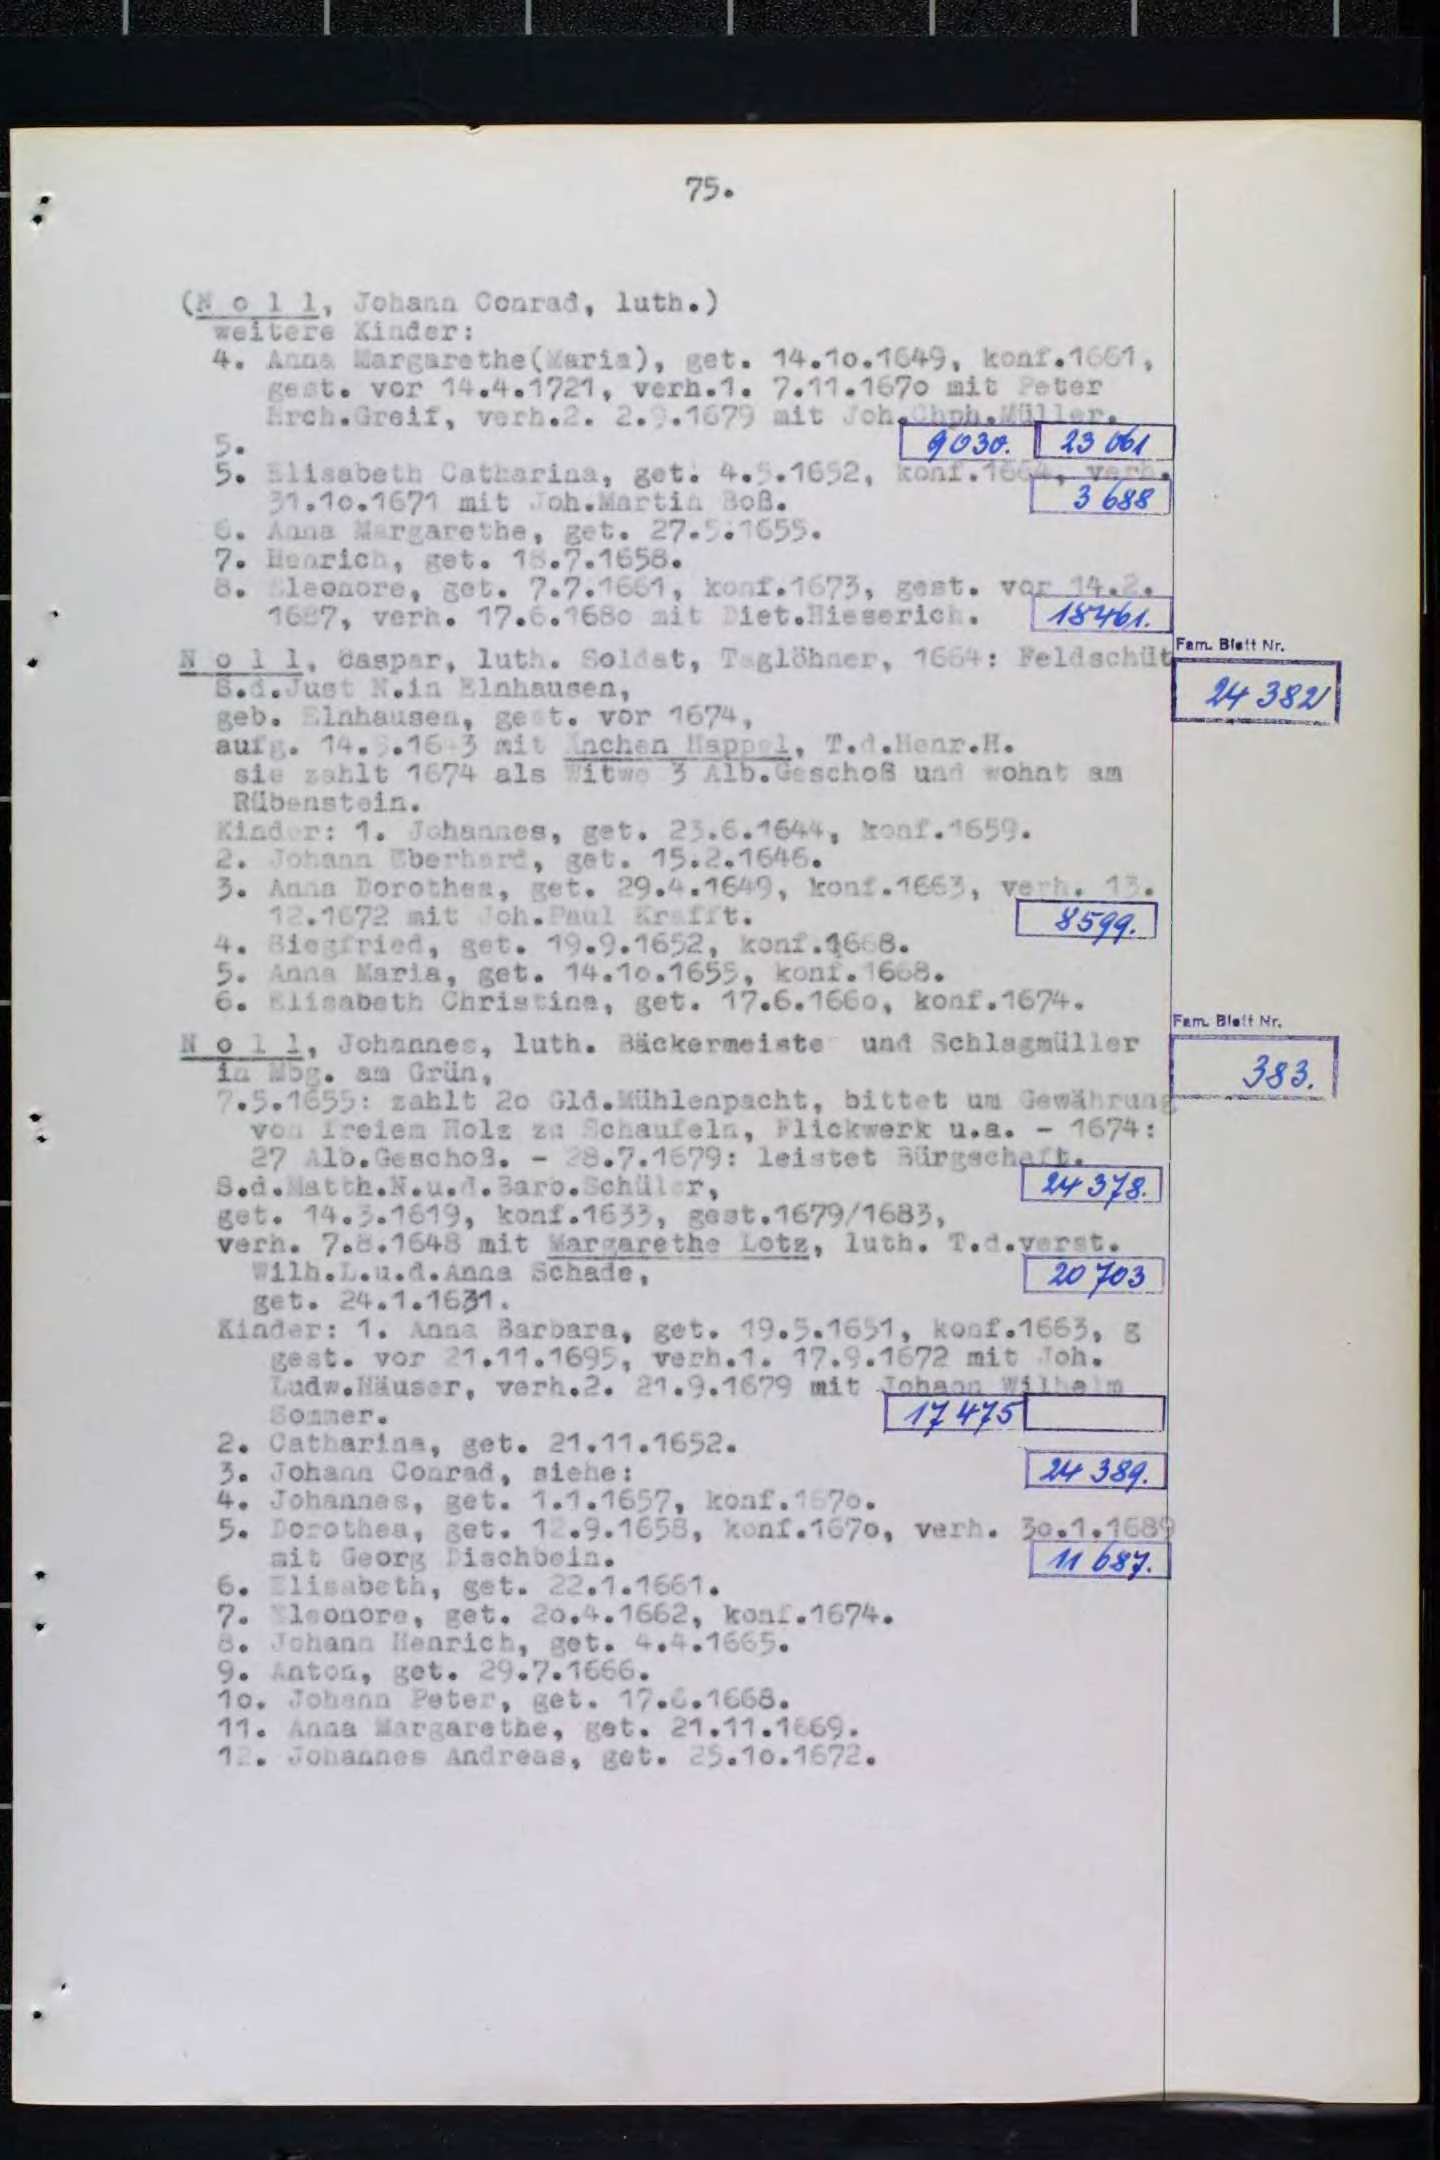 75.
(N o l l, Johann Conrad, luth.)
weitere Kinder:
4. Anna Margarethe(Maria), get. 14.10.1649, konf.1661,
gest. vor 14.4.1721, verh.1. 7.11.1670 mit Peter
Hrch.Greif, verh.2. 2.9.1679 mit Joh.Chph.Müller.
9030. 23 061
5.
5. Elisabeth Catharina, get. 4.5.1652, konf.1664, verh.
31.10.1671 mit Joh.Martin Boß.
3 688
6. Anna Margarethe, get. 27.5.1655.
7. Henrich, get. 18.7.1658.
8. Eleonore, get. 7.7.1661, konf.1673, gest. vor 14.2.
1687, verh. 17.6.1680 mit Diet.Hieserich.
18461.
Fam. Blatt Nr.
N o l l, Caspar, luth. Soldat, Taglöhner, 1664: Feldschüt
24 382
S.d.Just N.in Elnhausen,
geb. Elnhausen, gest. vor 1674,
aufg. 14. mit Änchen Happel, T.d.Henr.H.
sie zahlt 1674 als Witwe 3 Alb.Geschoß und wohnt am
Rübenstein.
Kinder: 1. Johannes, get. 23.6.1644, konf.1659.
2. Johann Eberhard, get. 15.2.1646.
3. Anna Dorothea, get. 29.4.1649, konf.1663, verh. 13.
12.1672 mit Joh.Paul Krafft.
8599.
4. Siegfried, get. 19.9.1652, konf.1668.
5. Anna Maria, get. 14.10.1655, konf.1668.
6. Elisabeth Christina, get. 17.6.1660, konf.1674.
Fam. Blatt Nr.
N o l l, Johannes, luth. Bäckermeiste und Schlagmüller
383.
in Mbg. am Grün,
7.5.1655: zahlt 20 Gld.Mühlenpacht, bittet um Gewährung
von freiem Holz zu Schaufeln, Flickwerk u.a. - 1674:
27 Alb.Geschoß. - 28.7.1679: leistet Bürgschaft.
24 378.
S.d.Matth.N.u.d.Barb.Schüler,
get. 14.3.1619, konf.1633, gest.1679/1683,
verh. 7.8.1648 mit Margarethe Lotz, luth. T.d.verst.
Wilh.L.u.d.Anna Schade,
20 703
get. 24.1.1631.
Kinder: 1. Anna Barbara, get. 19.5.1651, konf.1663, g
gest. vor 21.11.1695, verh.1. 17.9.1672 mit Joh.
Ludw.Häuser, verh.2. 21.9.1679 mit Johann Wilhelm
Sommer.
17 475
2. Catharina, get. 21.11.1652.
3. Johann Conrad, siehe:
24 389.
4. Johannes, get. 1.1.1657, konf.1670.
5. Dorothea, get. 12.9.1658, konf.1670, verh. 30.1.1689
mit Georg Dischbein.
11 687.
6. Elisabeth, get. 22.1.1661.
7. Eleonore, get. 20.4.1662, konf.1674.
8. Johann Henrich, get. 4.4.1665.
9. Anton, get. 29.7.1666.
10. Johann Peter, get. 17.6.1668.
11. Anna Margarethe, get. 21.11.1669.
12. Johannes Andreas, get. 25.10.1672.